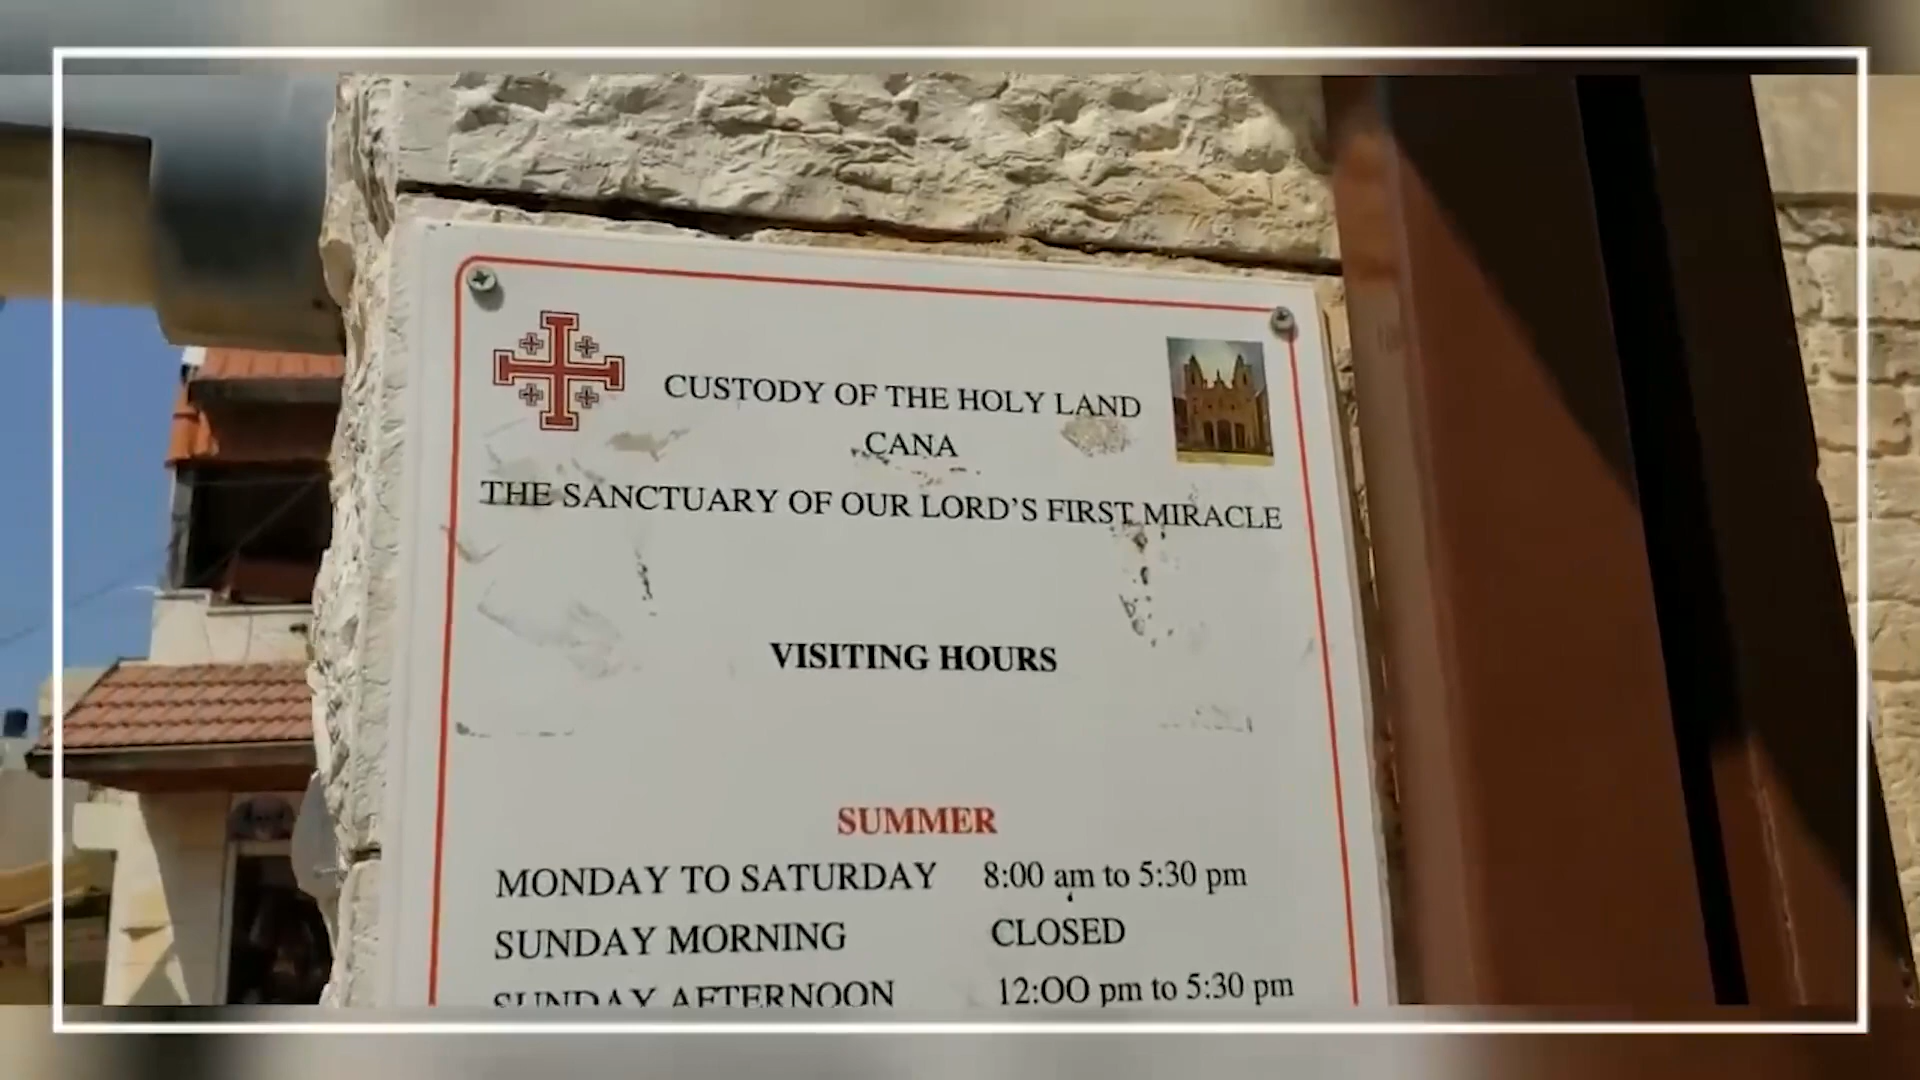 CUSTODY OF THE HOLY LAND
CANA
THE SANCTUARY OF OUR LORD'S FIRST MIRACLE
VISITING HOURS
SUMMER
MONDAY TO SATURDAY 8:00 am to 5:30 pm
SUNDAY MORNING CLOSED
SUNDAY AFTERNOON 12:OO pm to 5:30 pm